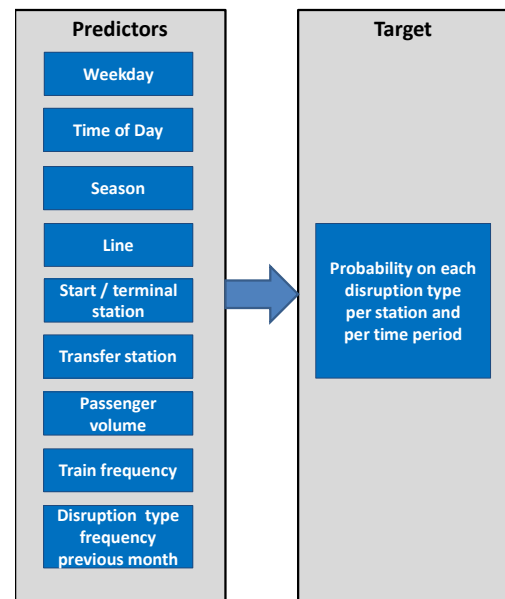 Predictors
Weekday
Time of Day
Season
Line
Start / terminal
station
Transfer station
Passenger
volume
Train frequency
Disruption type
frequency
previous month
Target
Probability on each
disruption type
per station and
per time period